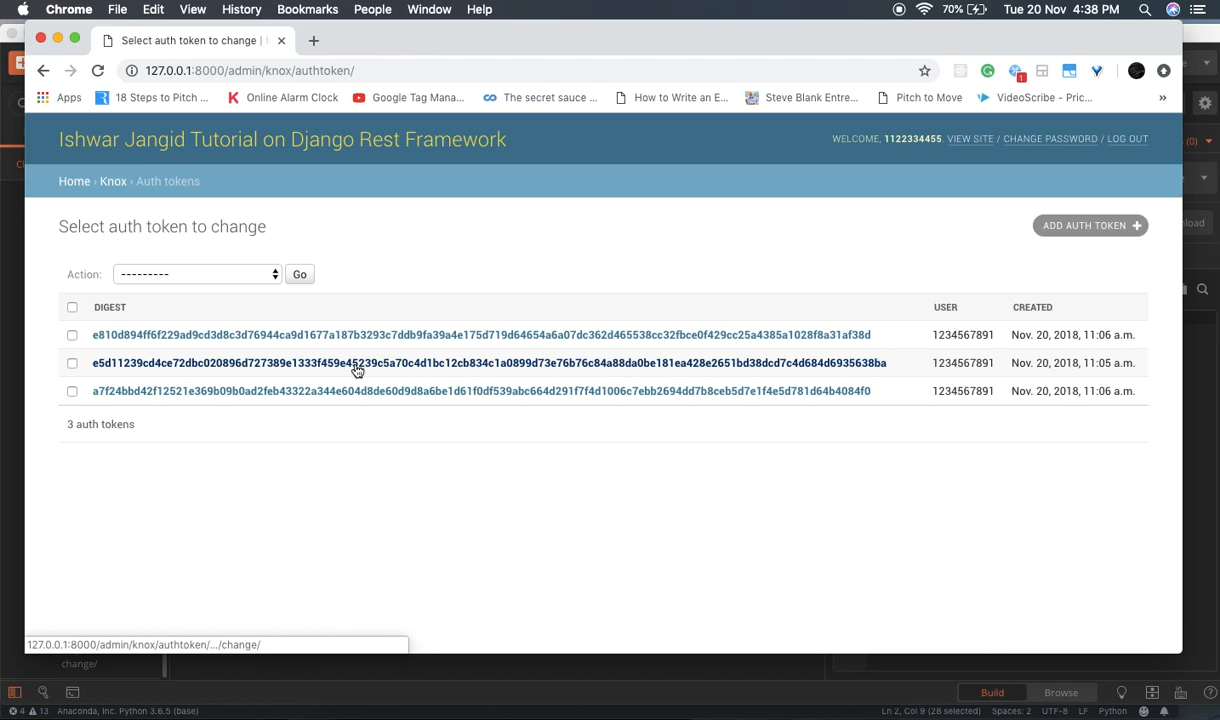 Chrome File Edit View History Bookmarks People Window Help 70% Tue 20 Nov 4:38 PM
Select auth token to change |
127.0.0.1:8000/admin/knox/authtoken/
1
Apps 18 Steps to Pitch ... Online Alarm Clock Google Tag Mana... The secret sauce ... How to Write an E... Steve Blank Entre... Pitch to Move VideoScribe - Pric... »
Ishwar Jangid Tutorial on Django Rest Framework
WELCOME, 1122334455. VIEW SITE / CHANGE PASSWORD / LOG OUT
(0)
Home › Knox › Auth tokens
Select auth token to change
ADD AUTH TOKEN +
nload
Action: --------- Go
DIGEST USER CREATED
e810d894ff6f229ad9cd3d8c3d76944ca9d1677a187b3293c7ddb9fa39a4e175d719d64654a6a07dc362d465538cc32fbce0f429cc25a4385a1028f8a31af38d 1234567891 Nov. 20, 2018, 11:06 a.m.
e5d11239cd4ce72dbc020896d727389e1333f459e45239c5a70c4d1bc12cb834c1a0899d73e76b76c84a88da0be181ea428e2651bd38dcd7c4d684d6935638ba 1234567891 Nov. 20, 2018, 11:05 a.m.
a7f24bbd42f12521e369b09b0ad2feb43322a344e604d8de60d9d8a6be1d61f0df539abc664d291f7f4d1006c7ebb2694dd7b8ceb5d7e1f4e5d781d64b4084f0 1234567891 Nov. 20, 2018, 11:06 a.m.
3 auth tokens
127.0.0.1:8000/admin/knox/authtoken/.../change/
change/
Build Browse
4 13 Anaconda, Inc. Python 3.6.5 (base) Ln 2, Col 9 (28 selected) Spaces: 2 UTF-8 LF Python